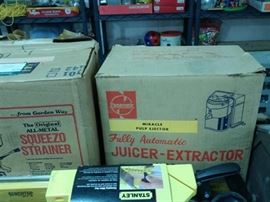 ...from Garden Way...
The Original
ALL-METAL
SQUEEZO
STRAINER
MIRACLE
PULP EJECTOR
Fully Automatic
JUICER-EXTRACTOR
STANLEY